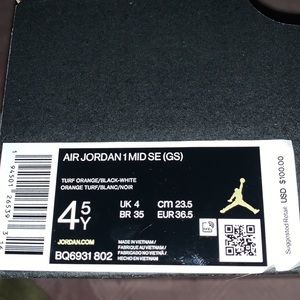 AIR JORDAN 1 MID SE (GS)
TURF ORANGE/BLACK-WHITE
ORANGE TURF/BLANC/NOIR
4.5Y
UK 4 CM 23.5
BR 35 EUR 36.5
JORDAN.COM
BQ6931 802
MADE IN VIETNAM /
FABRIQUÉ EN VIETNAM /
HECHO EN VIETNAM
Suggested Retail: USD $100.00